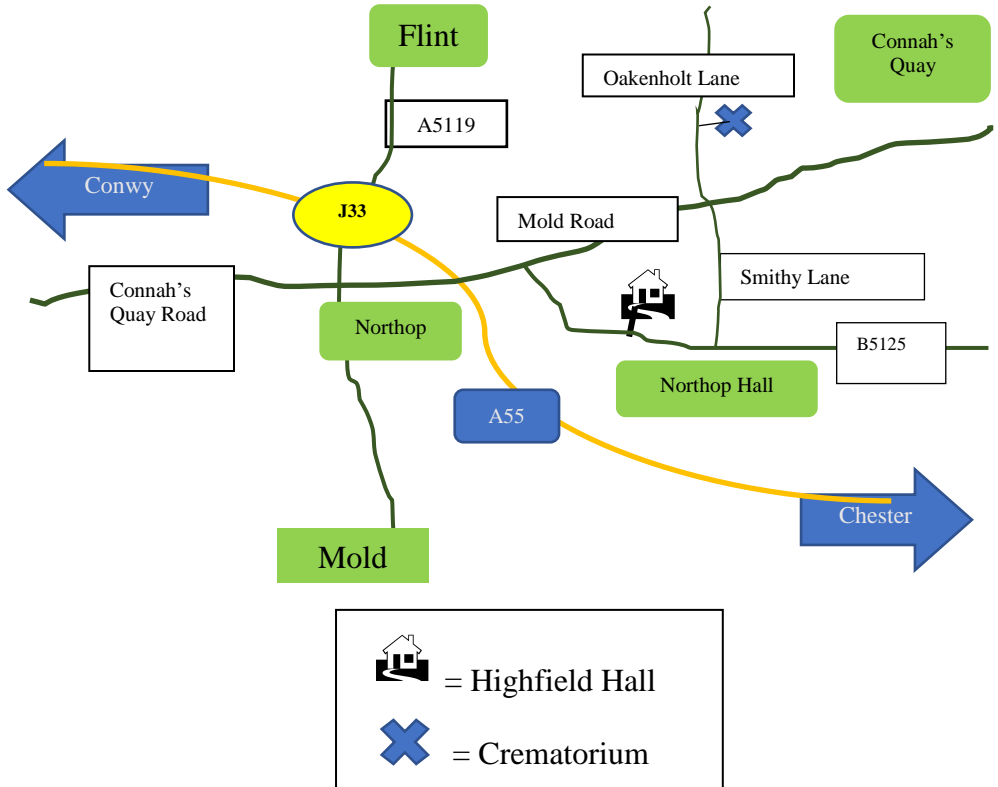 Flint
Connah's
Quay
Oakenholt Lane
A5119
Conwy
J33
Mold Road
Connah's
Quay Road
Smithy Lane
Northop
B5125
Northop Hall
A55
Chester
Mold
= Highfield Hall
= Crematorium